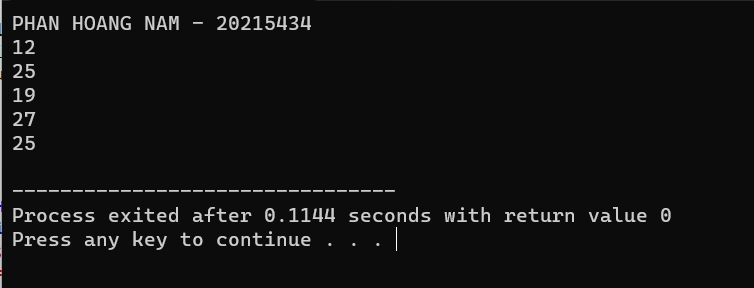 PHAN HOANG NAM - 20215434
12
25
19
27
25
--------------------------------
Process exited after 0.1144 seconds with return value 0
Press any key to continue . . .